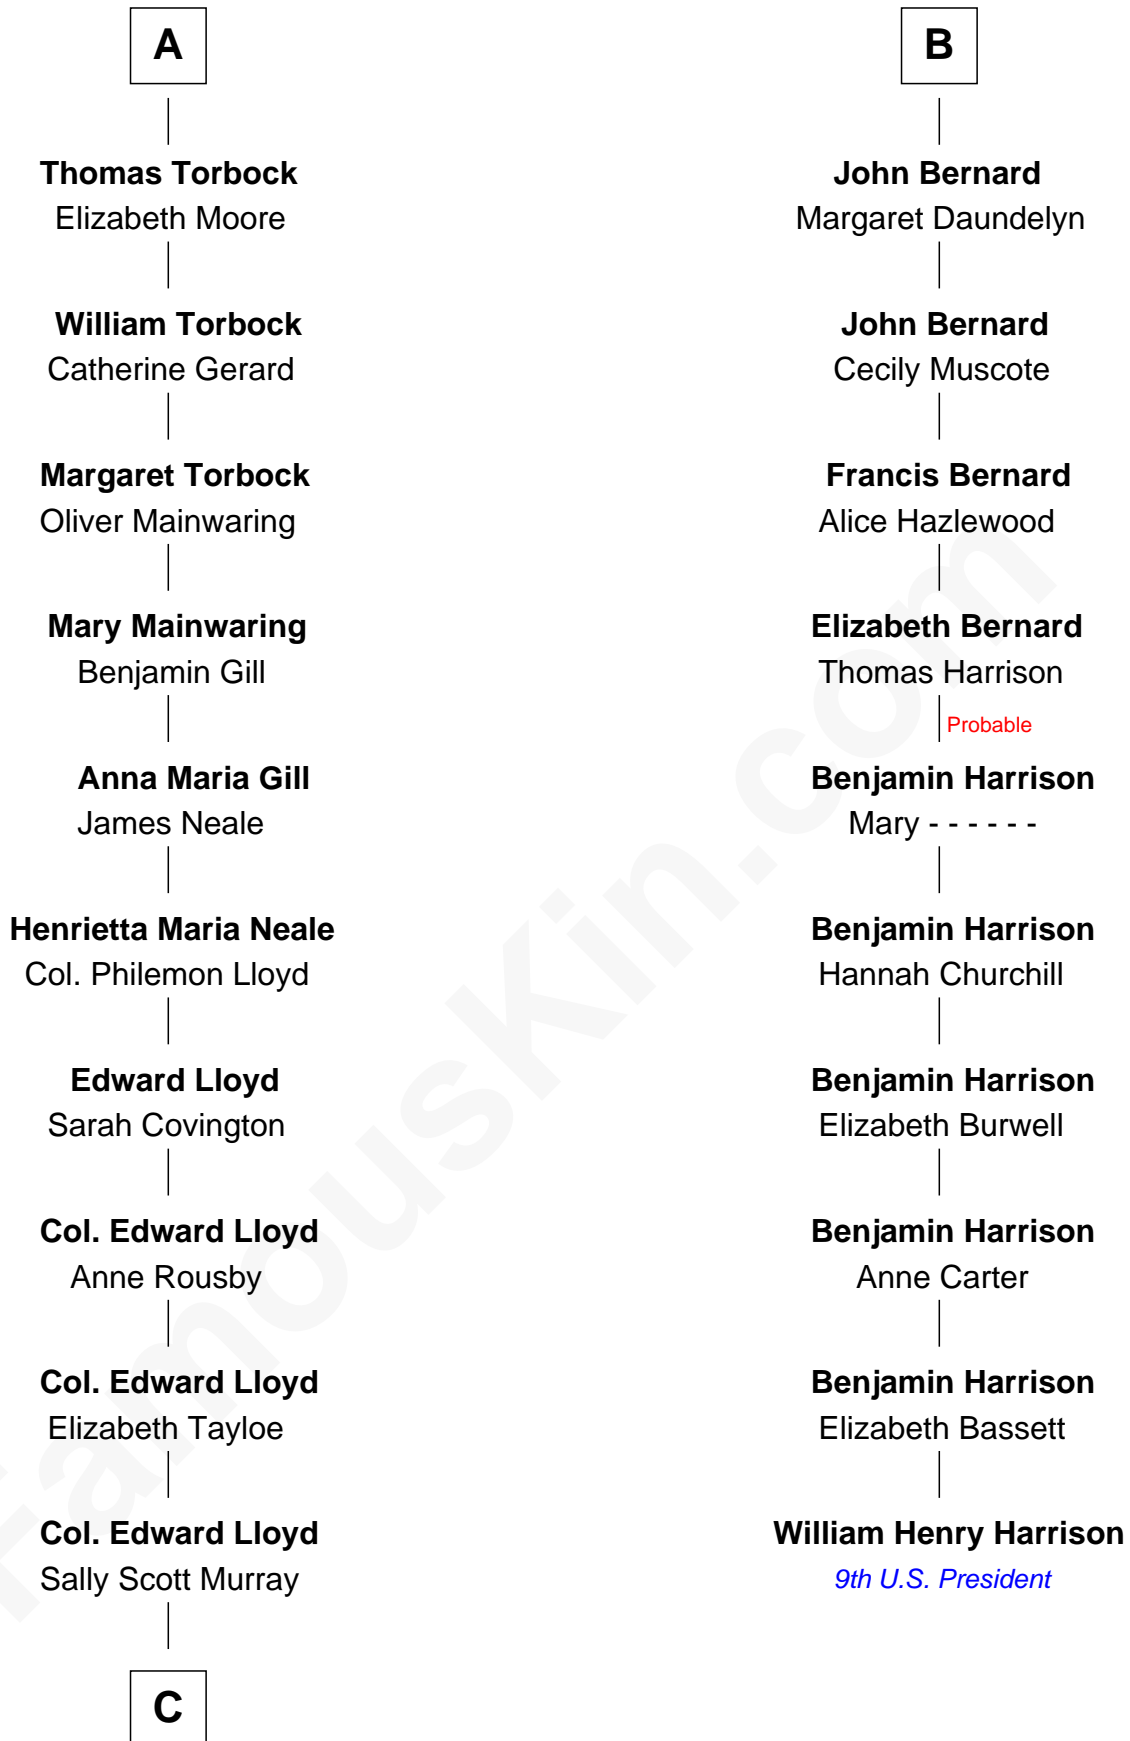 A
Thomas Torbock
Elizabeth Moore
William Torbock
Catherine Gerard
Margaret Torbock
Oliver Mainwaring
Mary Mainwaring
Benjamin Gill
Anna Maria Gill
James Neale
Henrietta Maria Neale
Col. Philemon Lloyd
Edward Lloyd
Sarah Covington
Col. Edward Lloyd
Anne Rousby
Col. Edward Lloyd
Elizabeth Tayloe
Col. Edward Lloyd
Sally Scott Murray
C
B
John Bernard
Margaret Daundelyn
John Bernard
Cecily Muscote
Francis Bernard
Alice Hazlewood
Elizabeth Bernard
Thomas Harrison
Probable
Benjamin Harrison
Mary - - - - - -
Benjamin Harrison
Hannah Churchill
Benjamin Harrison
Elizabeth Burwell
Benjamin Harrison
Anne Carter
Benjamin Harrison
Elizabeth Bassett
William Henry Harrison
9th U.S. President
FamousKin.com